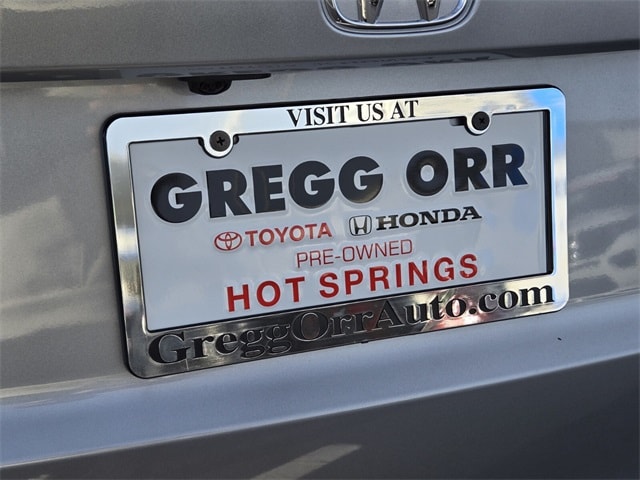 VISIT US AT
GREGG ORR
TOYOTA HONDA
PRE-OWNED
HOT SPRINGS
GreggOrrAuto.com